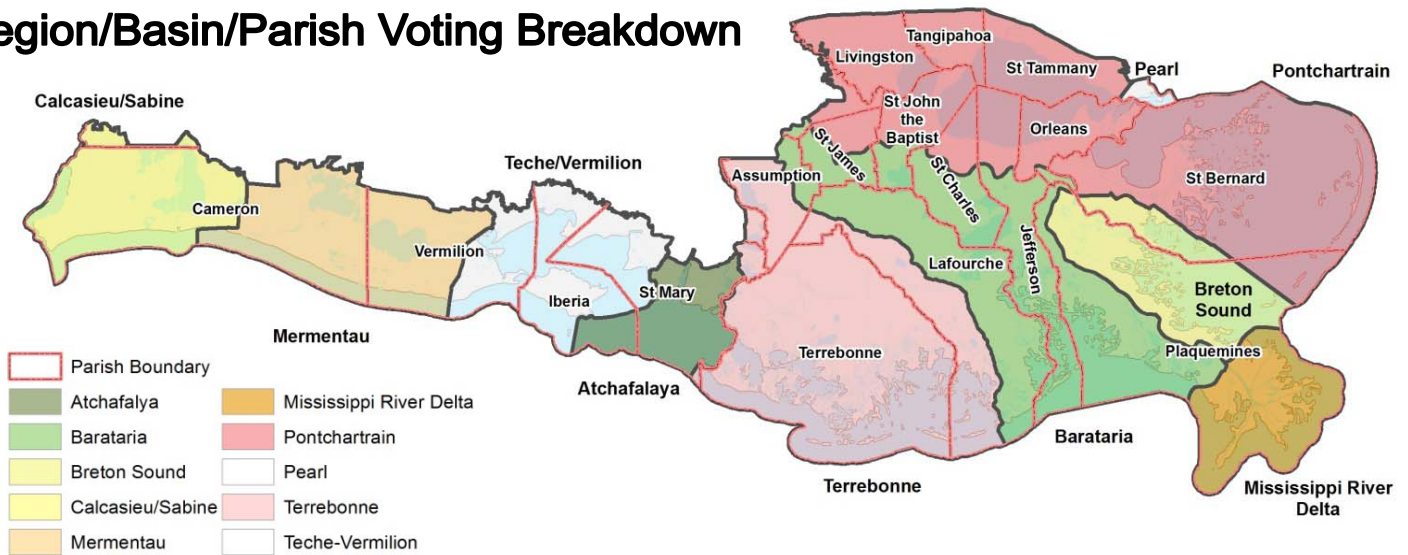 egion/Basin/Parish Voting Breakdown
Tangipahoa
Livingston
St Tammany
Pearl
Pontchartrain
Calcasieu/Sabine
St John
the
Baptist
Orleans
Teche/Vermilion
St James
Assumption
St Charles
St Bernard
Cameron
Vermilion
Jefferson
Lafourche
Iberia
St Mary
Breton
Sound
Mermentau
Terrebonne
Plaquemines
Atchafalaya
Barataria
Terrebonne
Mississippi River
Delta
Parish Boundary
Atchafalya
Barataria
Breton Sound
Calcasieu/Sabine
Mermentau
Mississippi River Delta
Pontchartrain
Pearl
Terrebonne
Teche-Vermilion